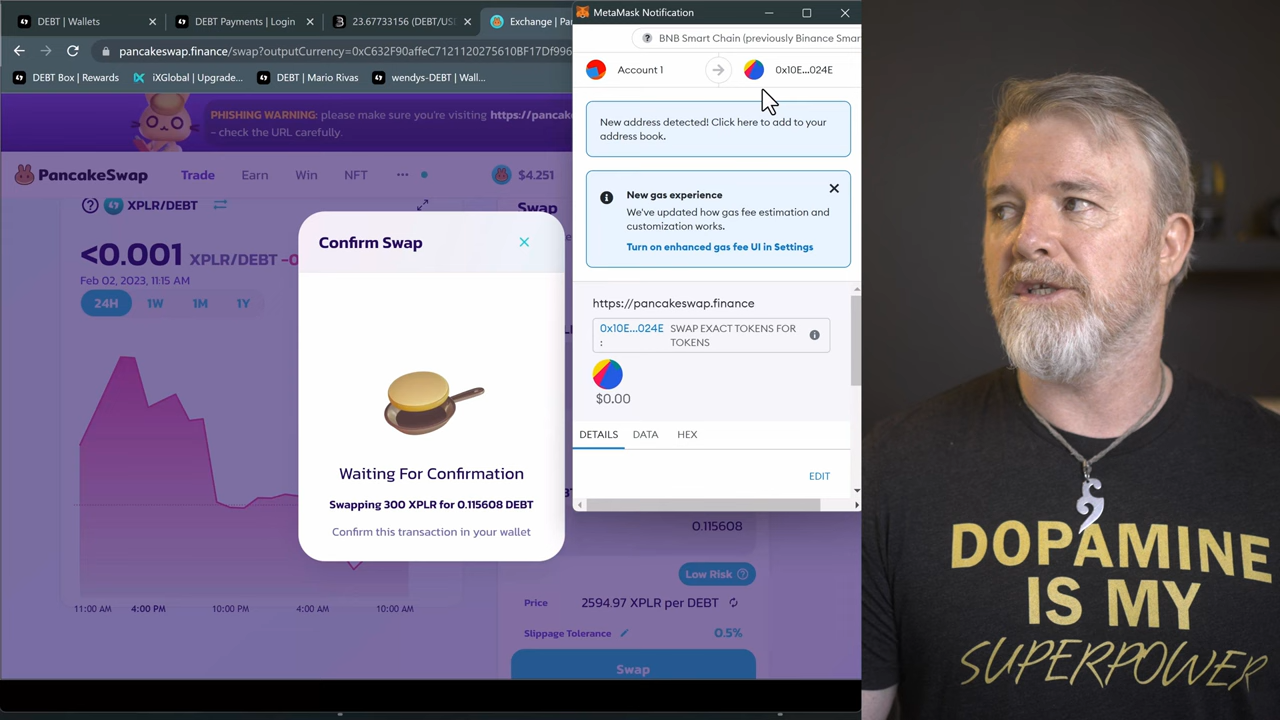 DEBT | Wallets
DEBT Payments | Login
23.67733156 (DEBT/US
Exchange | Pa
pancakeswap.finance/swap?outputCurrency=0xC632F90affeC7121120275610BF17Df996
DEBT Box | Rewards
iXGlobal | Upgrade...
DEBT | Mario Rivas
wendys-DEBT | Wall...
PHISHING WARNING: please make sure you're visiting https://pancake
- check the URL carefully.
PancakeSwap
Trade
Earn
Win
NFT
$4.251
XPLR/DEBT
Swap
<0.001 XPLR/DEBT -0
Feb 02, 2023, 11:15 AM
24H
1W
1M
1Y
11:00 AM
4:00 PM
10:00 PM
4:00 AM
10:00 AM
Confirm Swap
Waiting For Confirmation
Swapping 300 XPLR for 0.115608 DEBT
Confirm this transaction in your wallet
0.115608
Low Risk
Price
2594.97 XPLR per DEBT
Slippage Tolerance
0.5%
Swap
MetaMask Notification
BNB Smart Chain (previously Binance Smar
Account 1
0x10E...024E
New address detected! Click here to add to your
address book.
New gas experience
We've updated how gas fee estimation and
customization works.
Turn on enhanced gas fee UI in Settings
https://pancakeswap.finance
0x10E...024E SWAP EXACT TOKENS FOR
: TOKENS
$0.00
DETAILS
DATA
HEX
EDIT
DOPAMINE
IS MY
SUPERPOWER